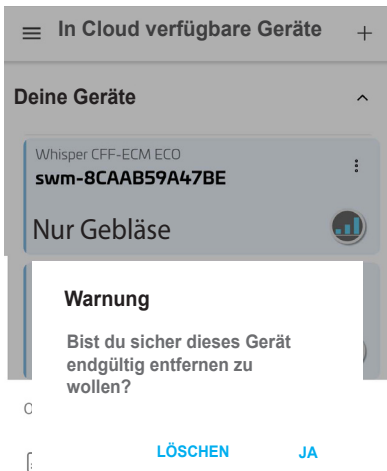 In Cloud verfügbare Geräte
Deine Geräte
Whisper CFF-ECM ECO
swm-8CAAB59A47BE
Nur Gebläse
Warnung
Bist du sicher dieses Gerät
endgültig entfernen zu
wollen?
LÖSCHEN JA